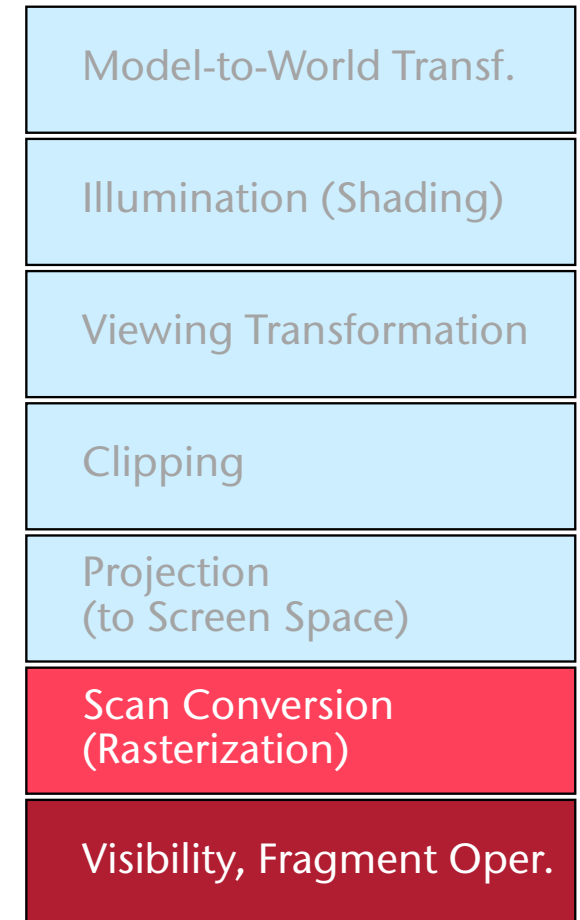 Model-to-World Transf.
Illumination (Shading)
Viewing Transformation
Clipping
Projection
(to Screen Space)
Scan Conversion
(Rasterization)
Visibility, Fragment Oper.